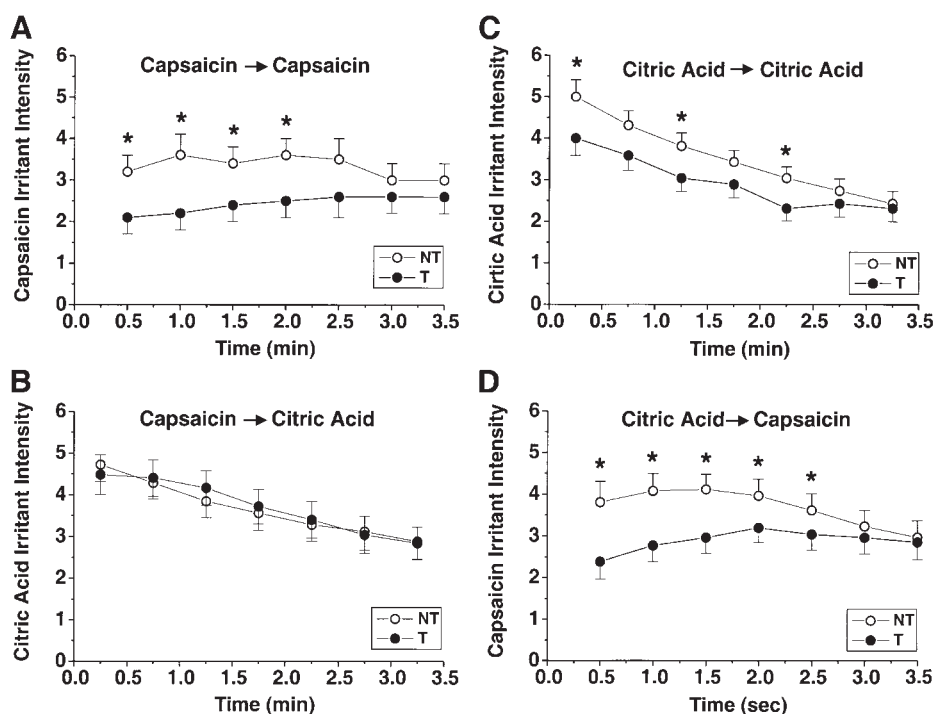 A
Capsaicin → Capsaicin
Capsaicin Irritant Intensity
6
5
4
3
2
1
0
* * * *
NT
T
0.0 0.5 1.0 1.5 2.0 2.5 3.0 3.5
Time (min)
B
Capsaicin → Citric Acid
Citric Acid Irritant Intensity
6
5
4
3
2
1
0
NT
T
0.0 0.5 1.0 1.5 2.0 2.5 3.0 3.5
Time (min)
C
Citric Acid → Citric Acid
Cirtic Acid Irritant Intensity
6
5
4
3
2
1
0
* * *
NT
T
0.0 0.5 1.0 1.5 2.0 2.5 3.0 3.5
Time (min)
D
Citric Acid → Capsaicin
Capsaicin Irritant Intensity
6
5
4
3
2
1
0
* * * * *
NT
T
0.0 0.5 1.0 1.5 2.0 2.5 3.0 3.5
Time (sec)